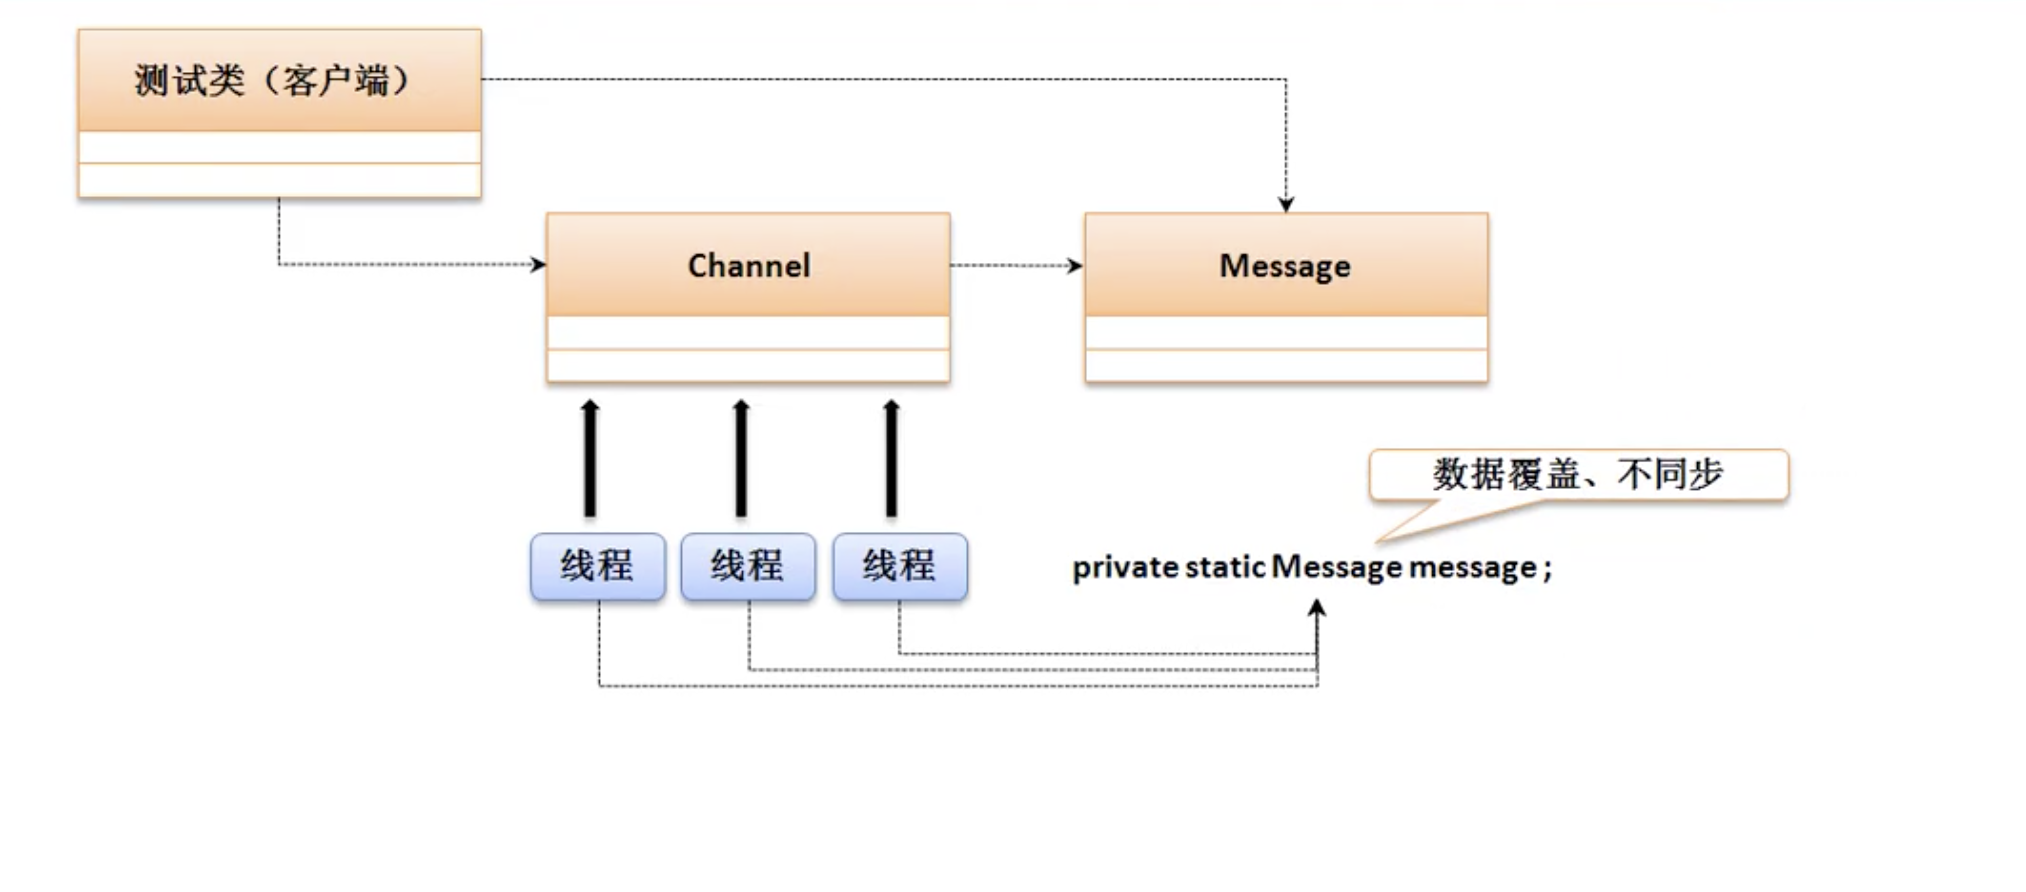 测试类（客户端）
Channel
Message
数据覆盖、不同步
线程
线程
线程
private static Message message ;